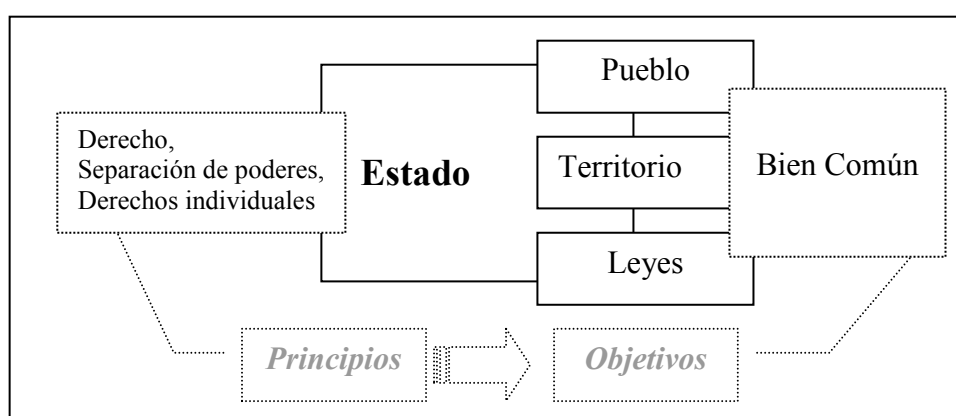 Pueblo
Derecho,
Separación de poderes,
Derechos individuales
Estado
Territorio
Bien Común
Leyes
Principios
Objetivos